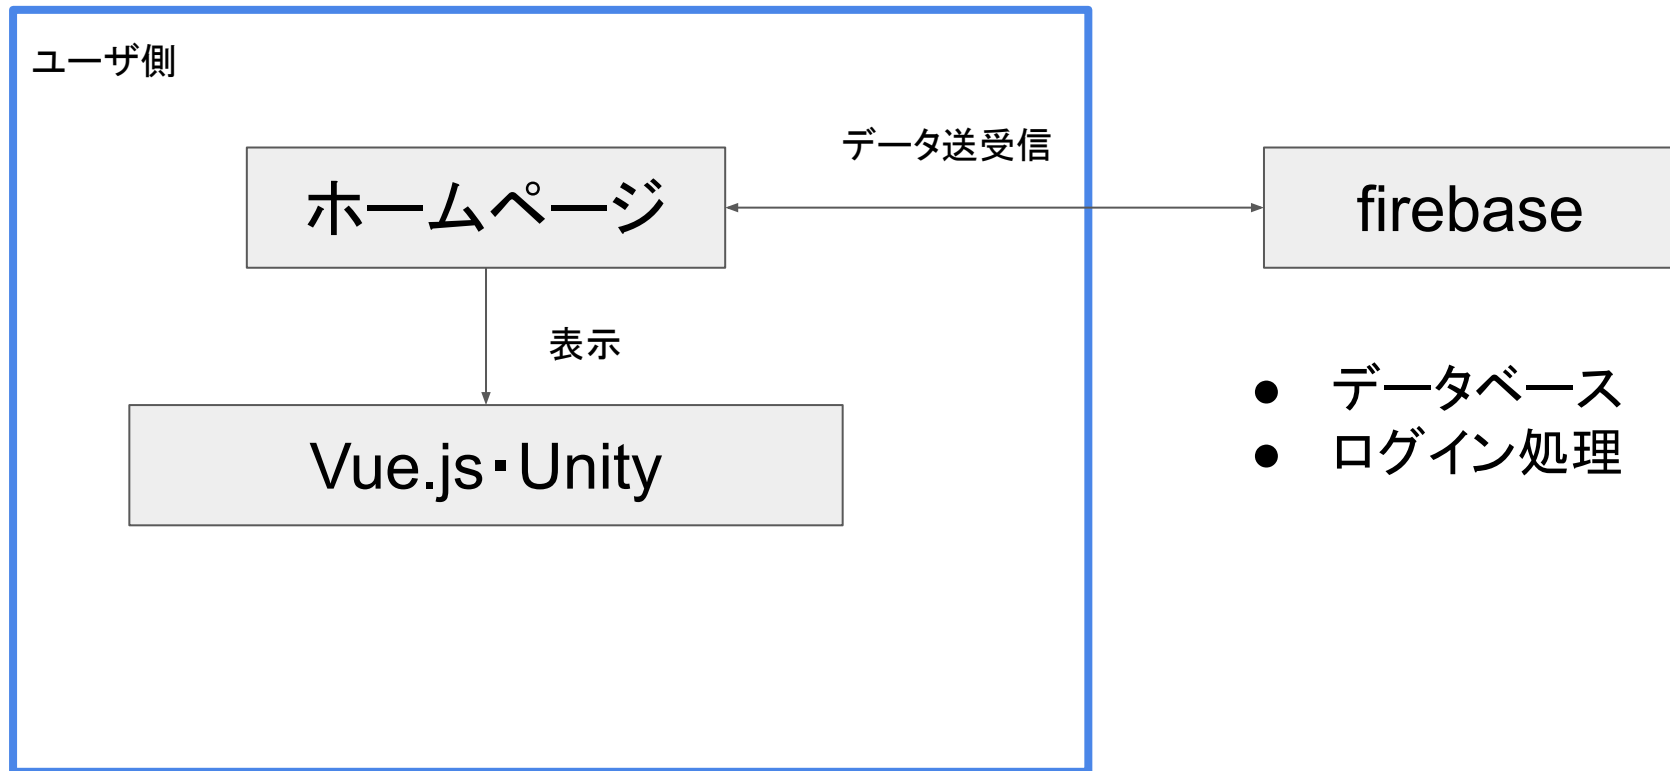 ユーザ側
データ送受信
ホームページ
firebase
表示
Vue.js・Unity
● データベース
● ログイン処理